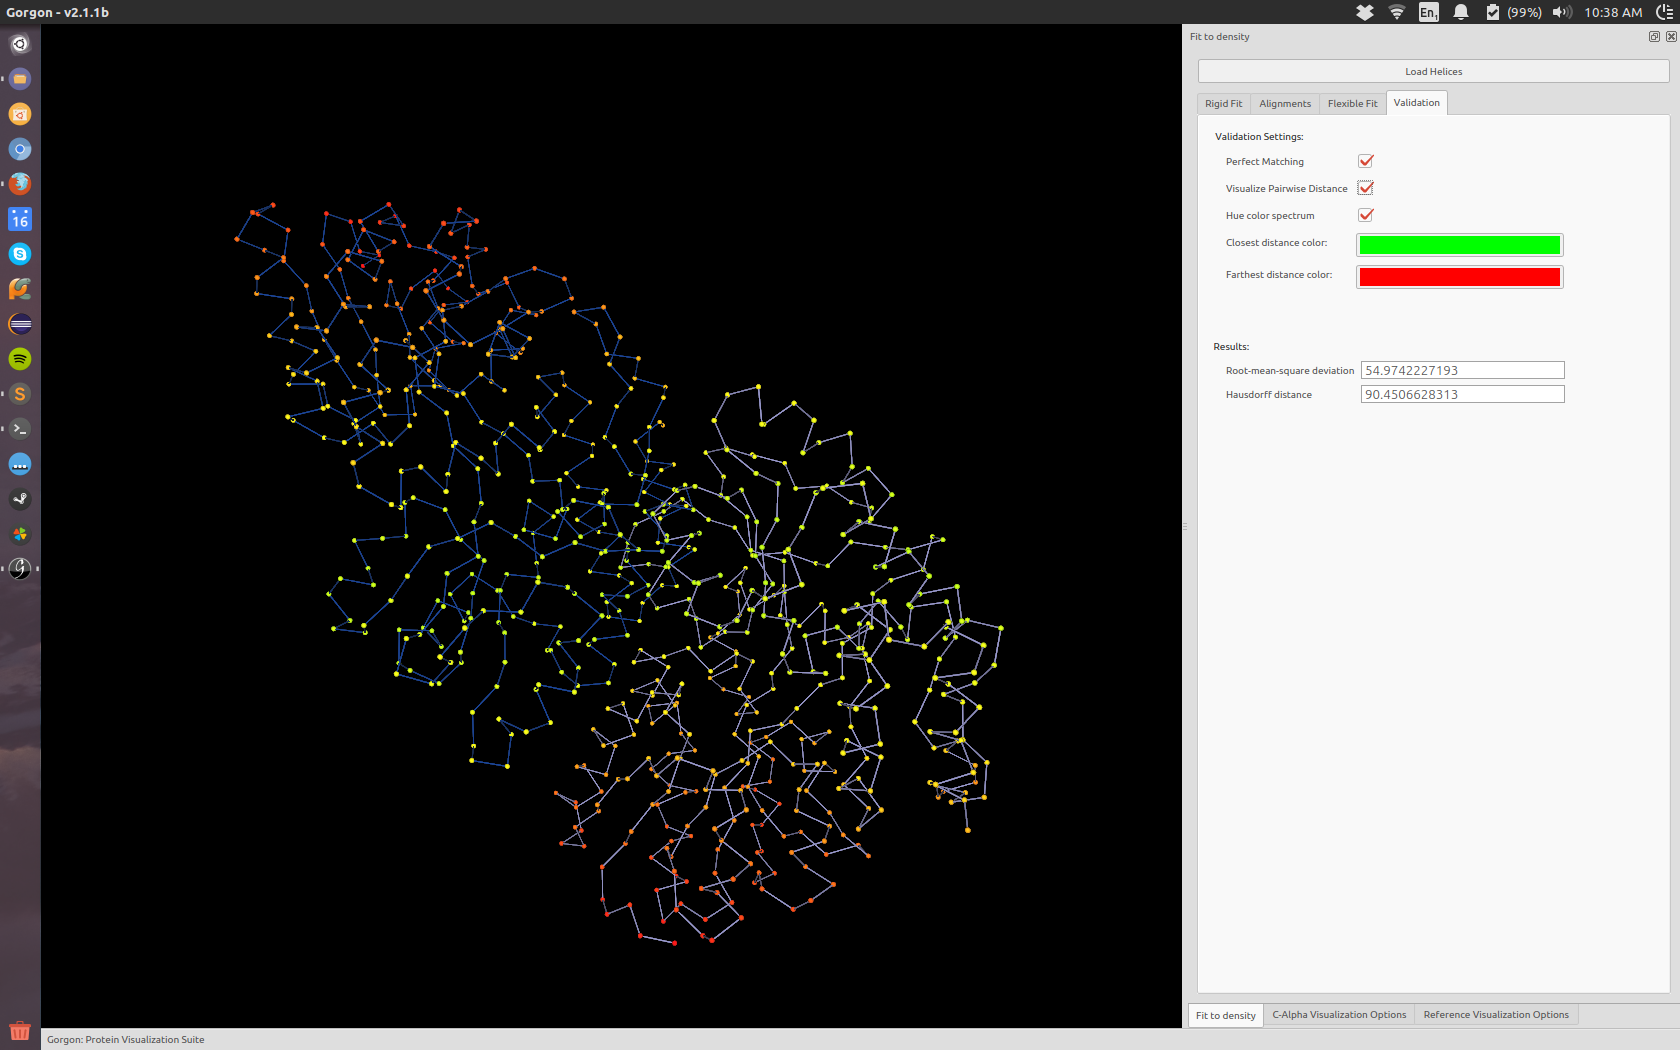 Gorgon - v2.1.1b
En1 (99%) 10:38 AM
16
Fit to density
Load Helices
Rigid Fit Alignments Flexible Fit Validation
Validation Settings:
Perfect Matching
Visualize Pairwise Distance
Hue color spectrum
Closest distance color:
Farthest distance color:
Results:
Root-mean-square deviation 54.9742227193
Hausdorff distance 90.4506628313
Fit to density C-Alpha Visualization Options Reference Visualization Options
Gorgon: Protein Visualization Suite